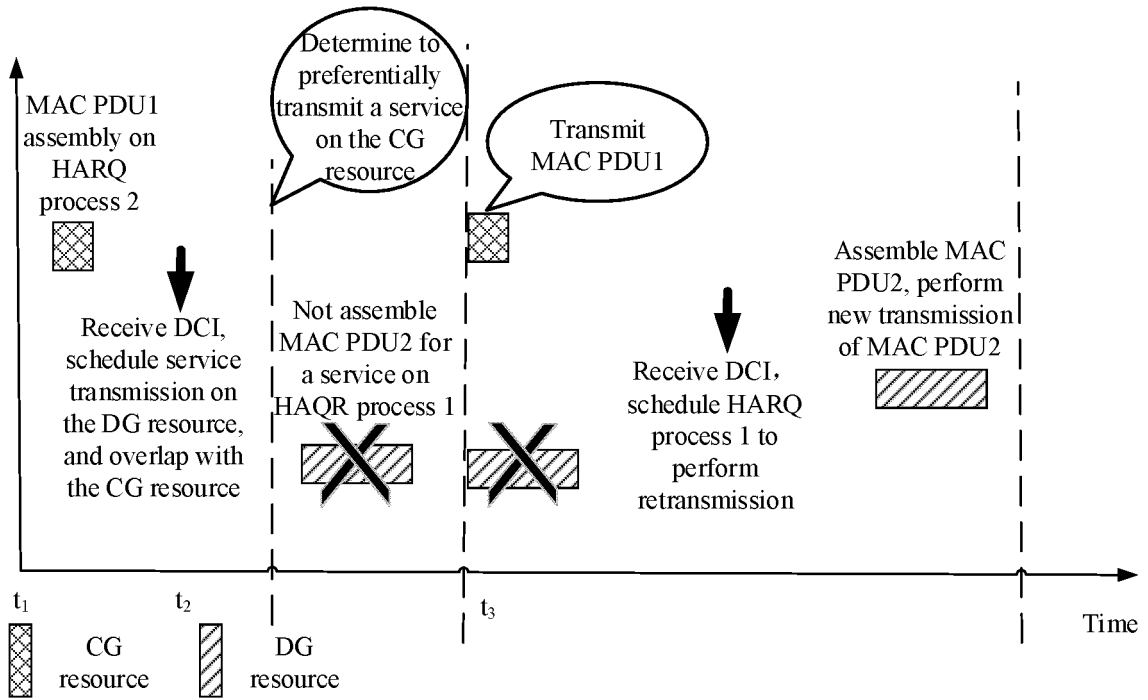 MAC PDU1
assembly on
HARQ
process 2
Receive DCI,
schedule service
transmission on
the DG resource,
and overlap with
the CG resource
Determine to
preferentially
transmit a service
on the CG
resource
Not assemble
MAC PDU2 for
a service on
HAQR process 1
Transmit
MAC PDU1
Receive DCI，
schedule HARQ
process 1 to
perform
retransmission
Assemble MAC
PDU2, perform
new transmission
of MAC PDU2
t₁
t₂
t₃
Time
CG
resource
DG
resource